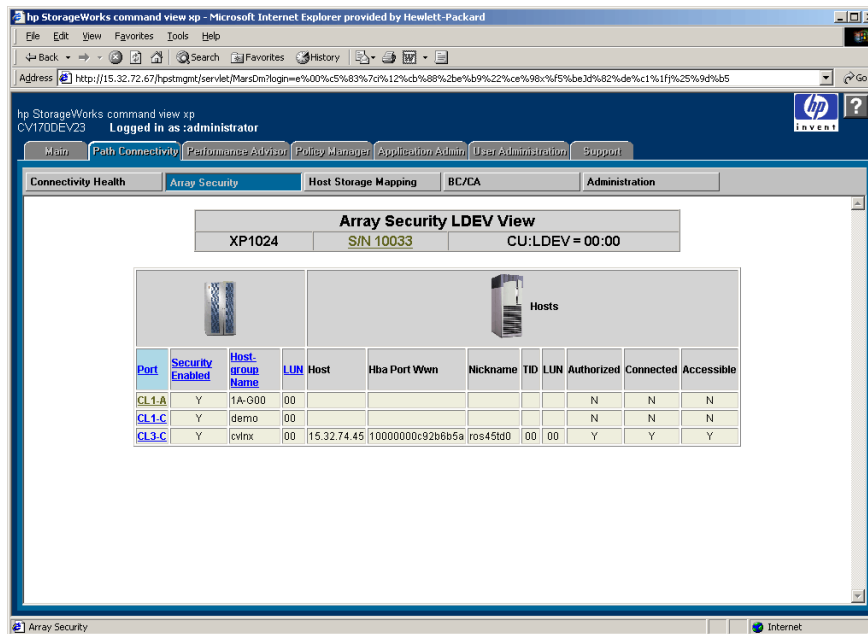 hp StorageWorks command view xp - Microsoft Internet Explorer provided by Hewlett-Packard
File Edit View Favorites Tools Help
Back Search Favorites History
Address http://15.32.72.67/hpstmgmt/servlet/MarsDm?login=e%00%c5%83%7ci%12%cb%88%2be%b9%22%ce%98x%f5%beJd%82%de%c1%1fj%25%9d%b5 Go
hp StorageWorks command view xp
CV170DEV23 Logged in as :administrator
hp
invent
?
Main Path Connectivity Performance Advisor Policy Manager Application Admin User Administration Support
Connectivity Health Array Security Host Storage Mapping BC/CA Administration
Array Security LDEV View
XP1024 S/N 10033 CU:LDEV = 00:00
Hosts
Port Security Enabled Host-group Name LUN Host Hba Port Wwn Nickname TID LUN Authorized Connected Accessible
CL1-A Y 1A-G00 00 N N N
CL1-C Y demo 00 N N N
CL3-C Y cvlnx 00 15.32.74.45 10000000c92b6b5a ros45td0 00 00 Y Y Y
Array Security Internet